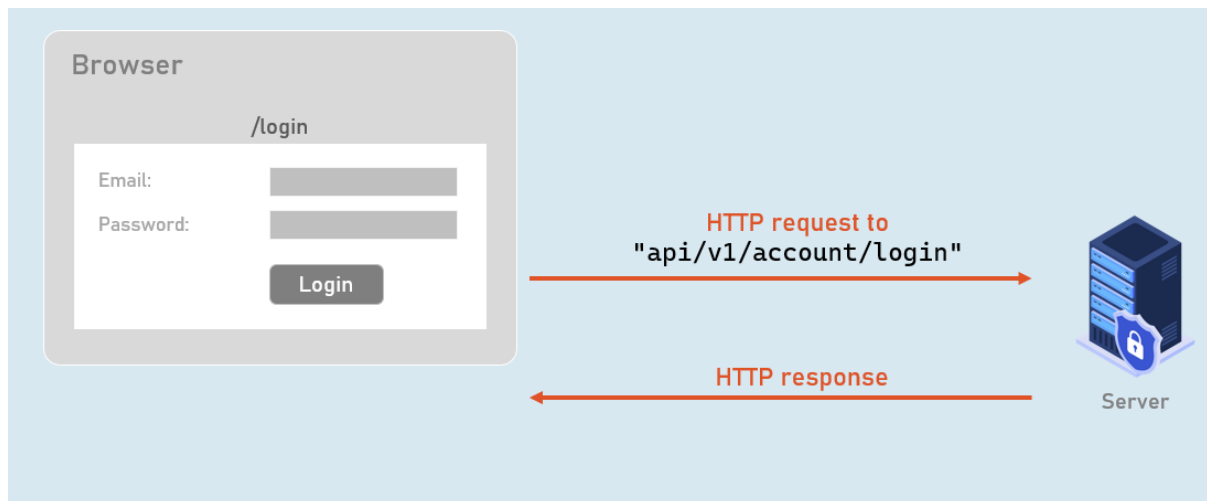 Browser
/login
Email:
Password:
Login
HTTP request to
"api/v1/account/login"
HTTP response
Server